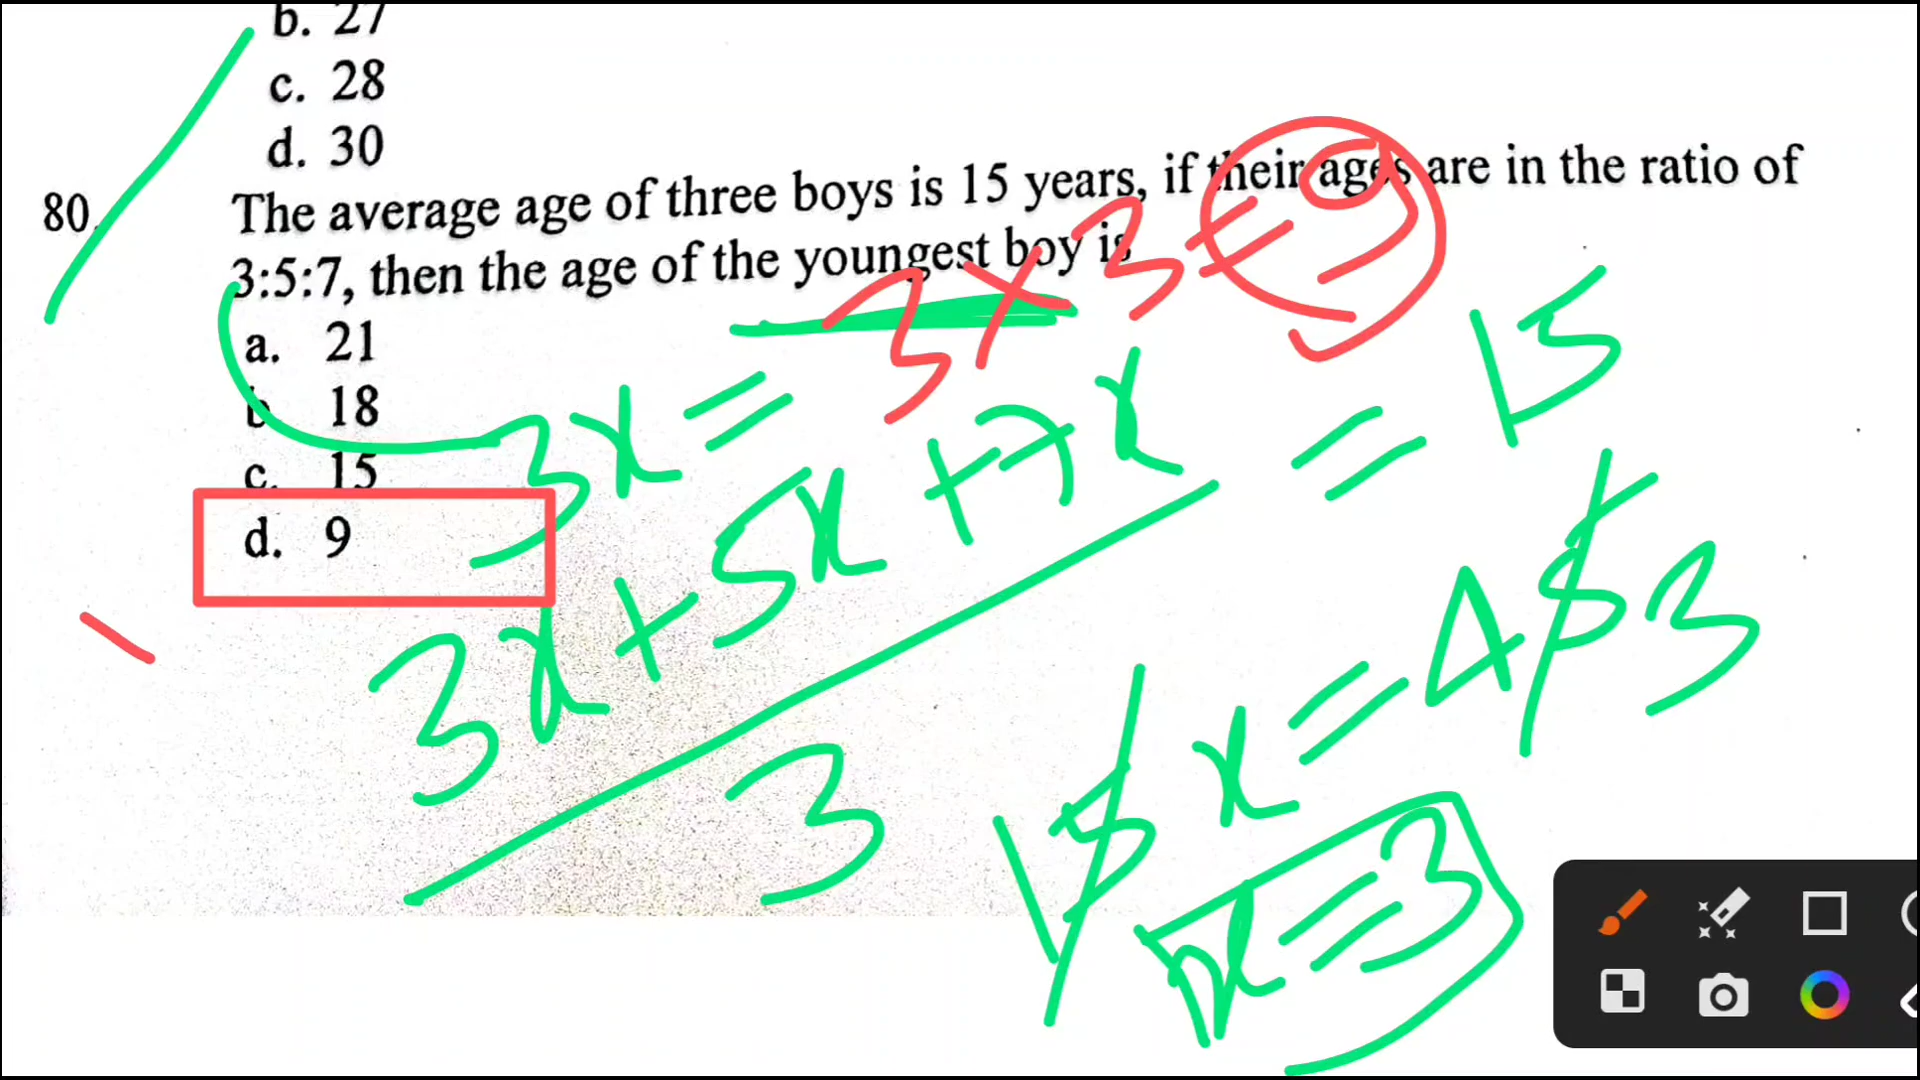 b. 27
c. 28
d. 30
80.
The average age of three boys is 15 years, if their ages are in the ratio of
3:5:7, then the age of the youngest boy is
a. 21
b. 18
c. 15
d. 9
3x = 3 x 3 = 9
3x + 5x + 7x = 15
3
15 x = 45 3
x = 3